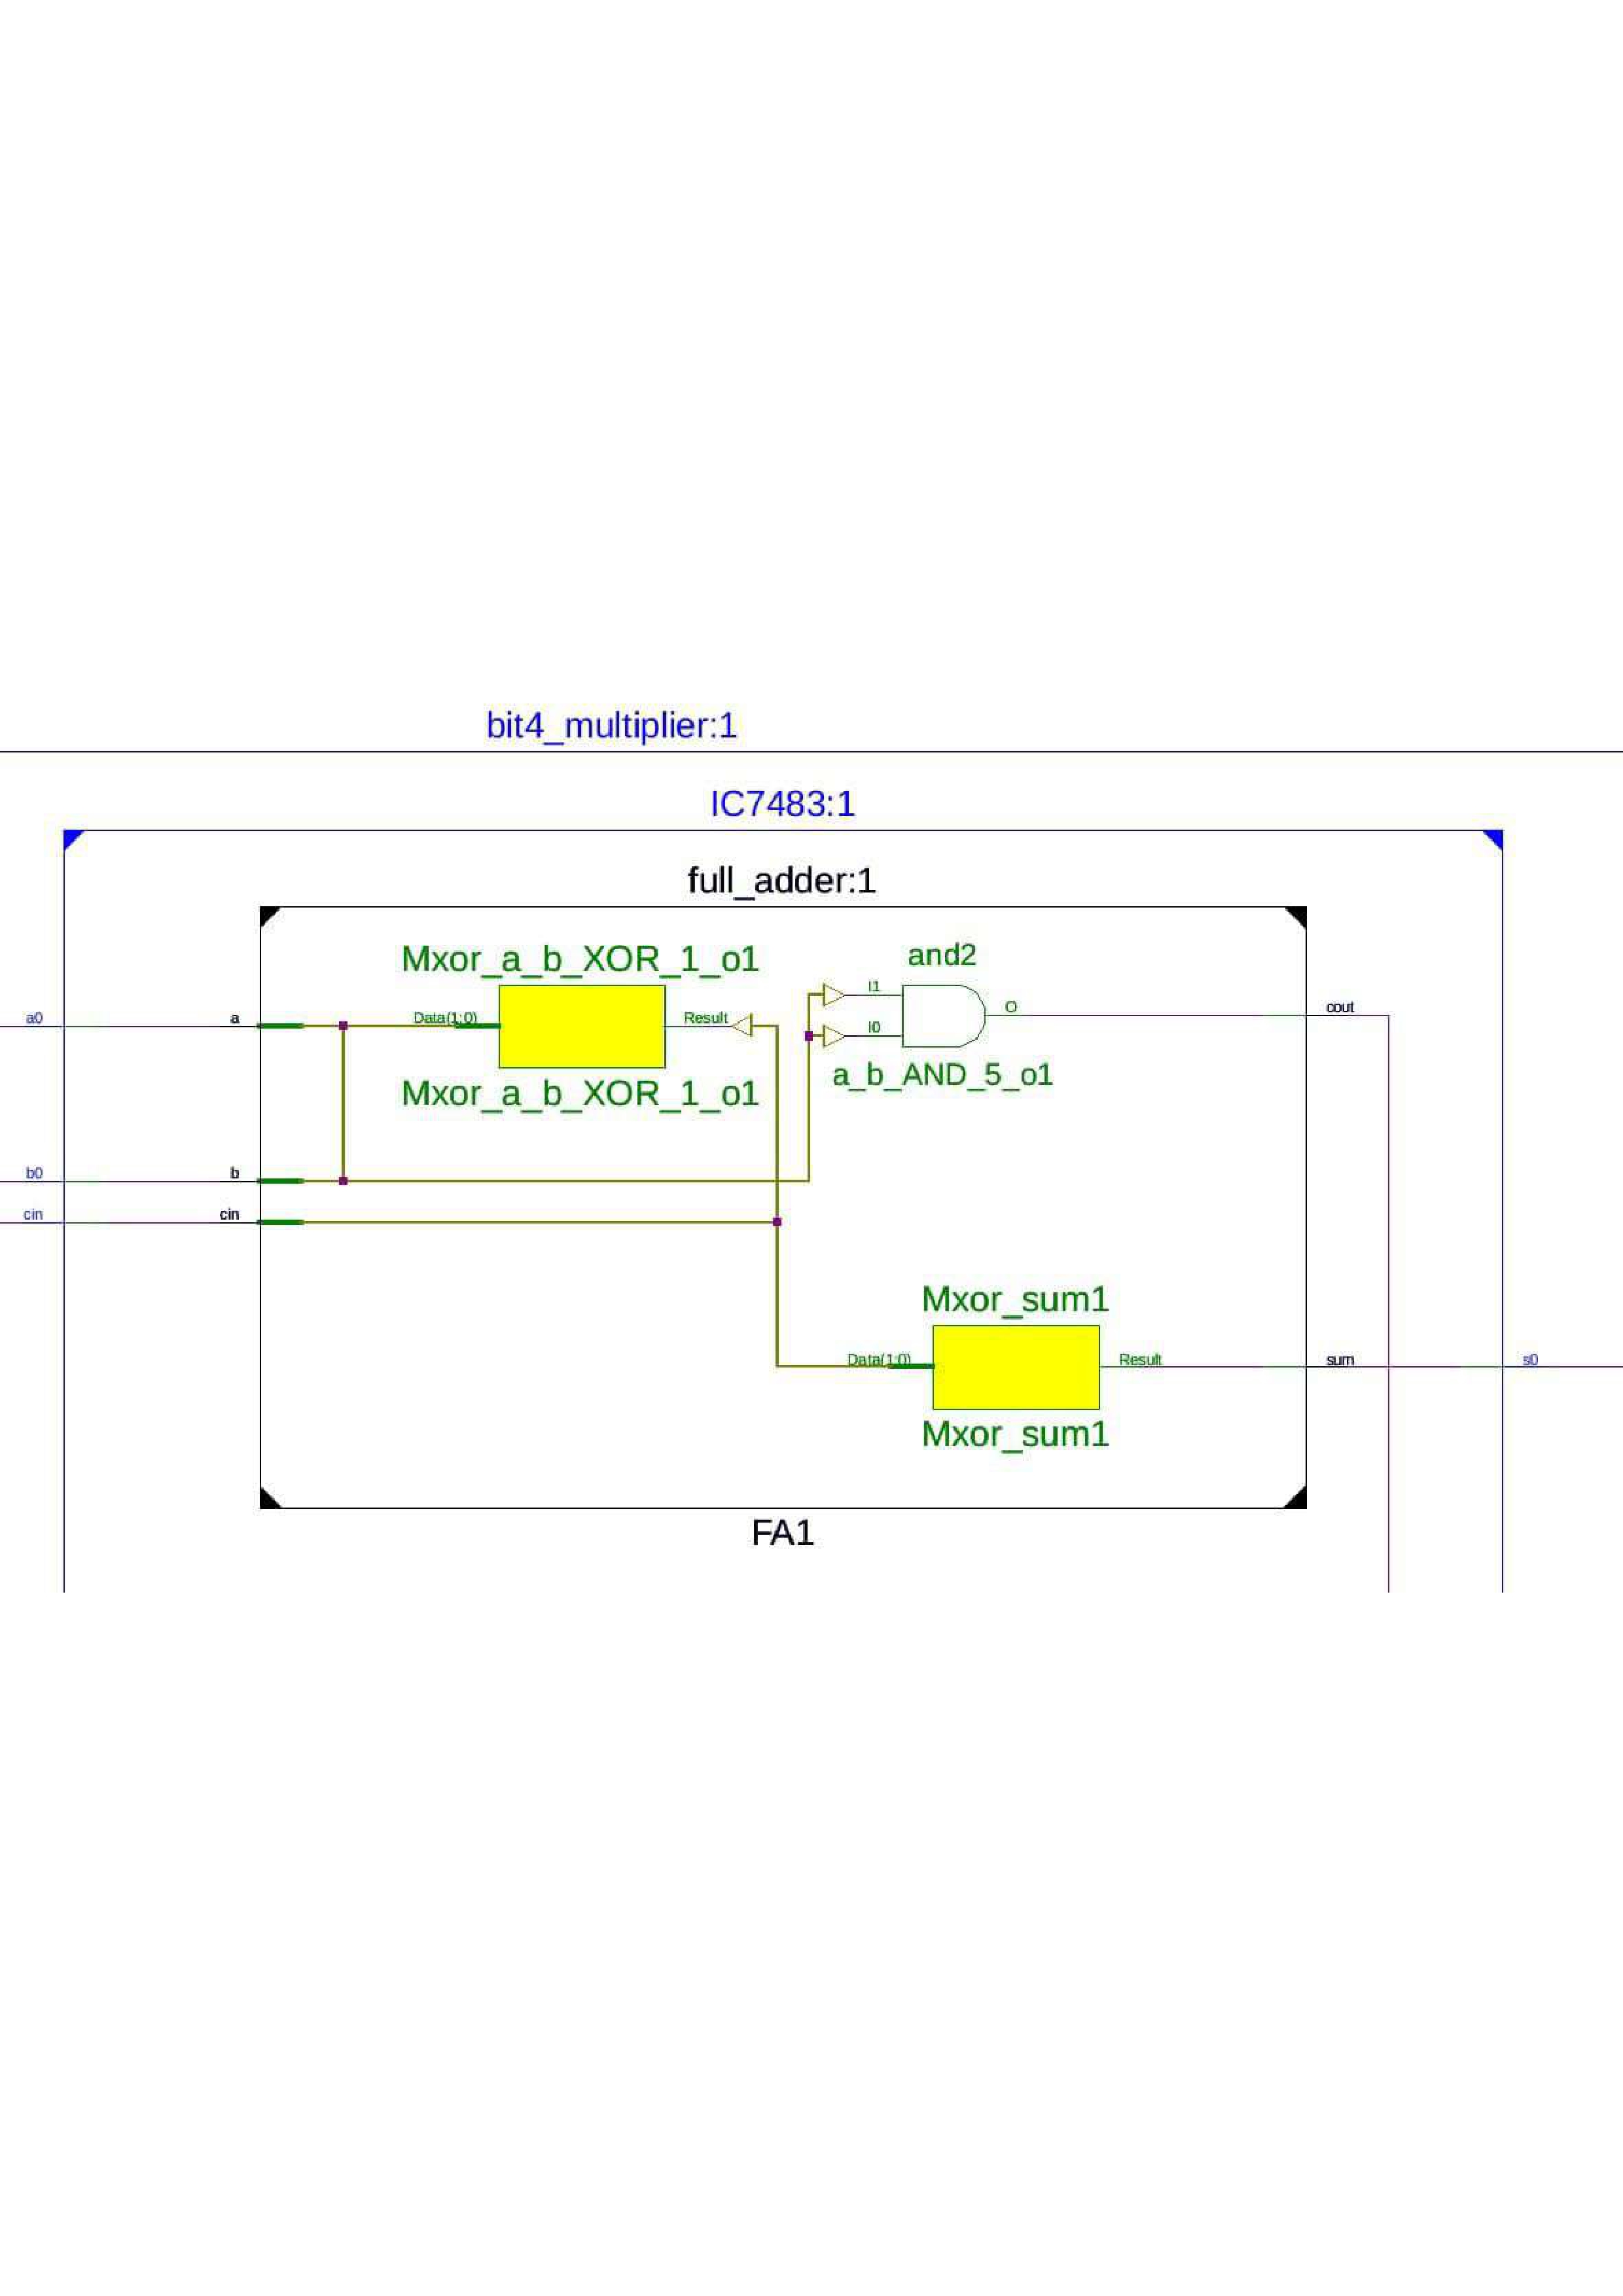 bit4_multiplier:1
IC7483:1
full_adder:1
Mxor_a_b_XOR_1_o1
and2
I1
cout
O
a0
a
Data(1:0)
Result
I0
a_b_AND_5_o1
Mxor_a_b_XOR_1_o1
b0
b
cin
cin
Mxor_sum1
Data(1:0)
Result
sum
s0
Mxor_sum1
FA1